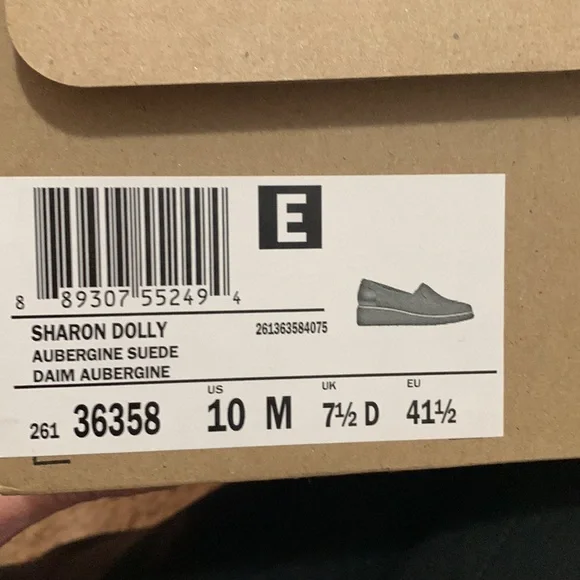 E
8 89307 55249 4
SHARON DOLLY 261363584075
AUBERGINE SUEDE
DAIM AUBERGINE
US UK EU
261 36358 10 M 7½ D 41½